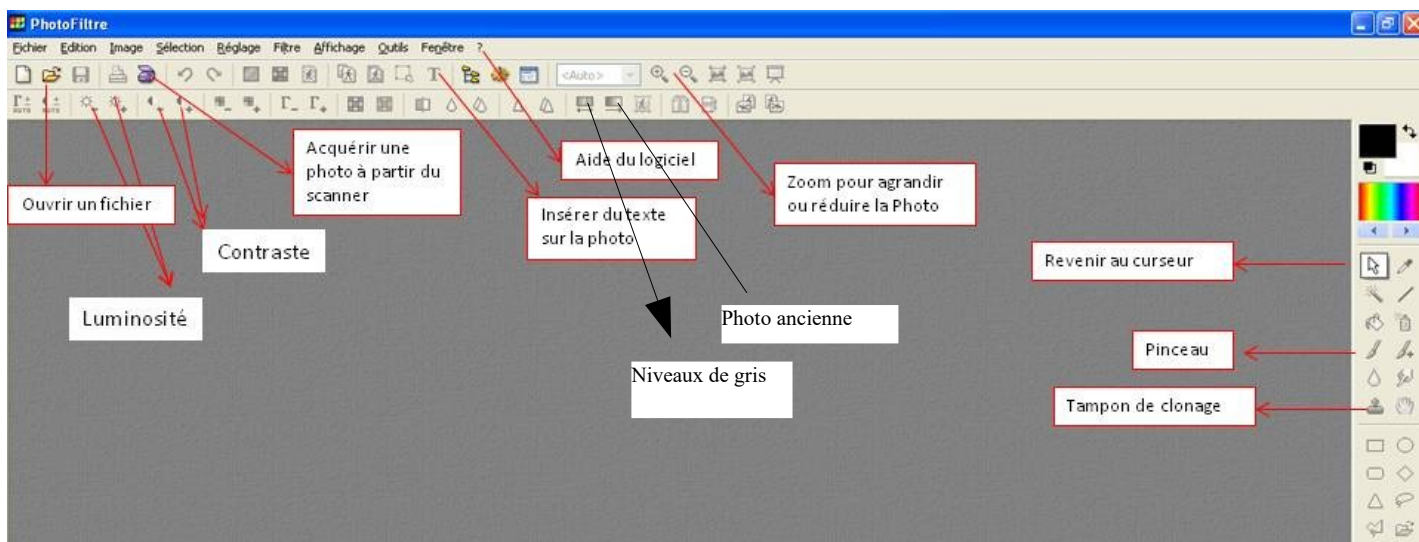 PhotoFiltre
Fichier Edition Image Sélection Réglage Filtre Affichage Outils Fenêtre ?
T <Auto>
AUTO AUTO
Ouvrir un fichier
Acquérir une
photo à partir du
scanner
Aide du logiciel
Zoom pour agrandir
ou réduire la Photo
Insérer du texte
sur la photo
Contraste
Luminosité
Revenir au curseur
Photo ancienne
Pinceau
Niveaux de gris
Tampon de clonage